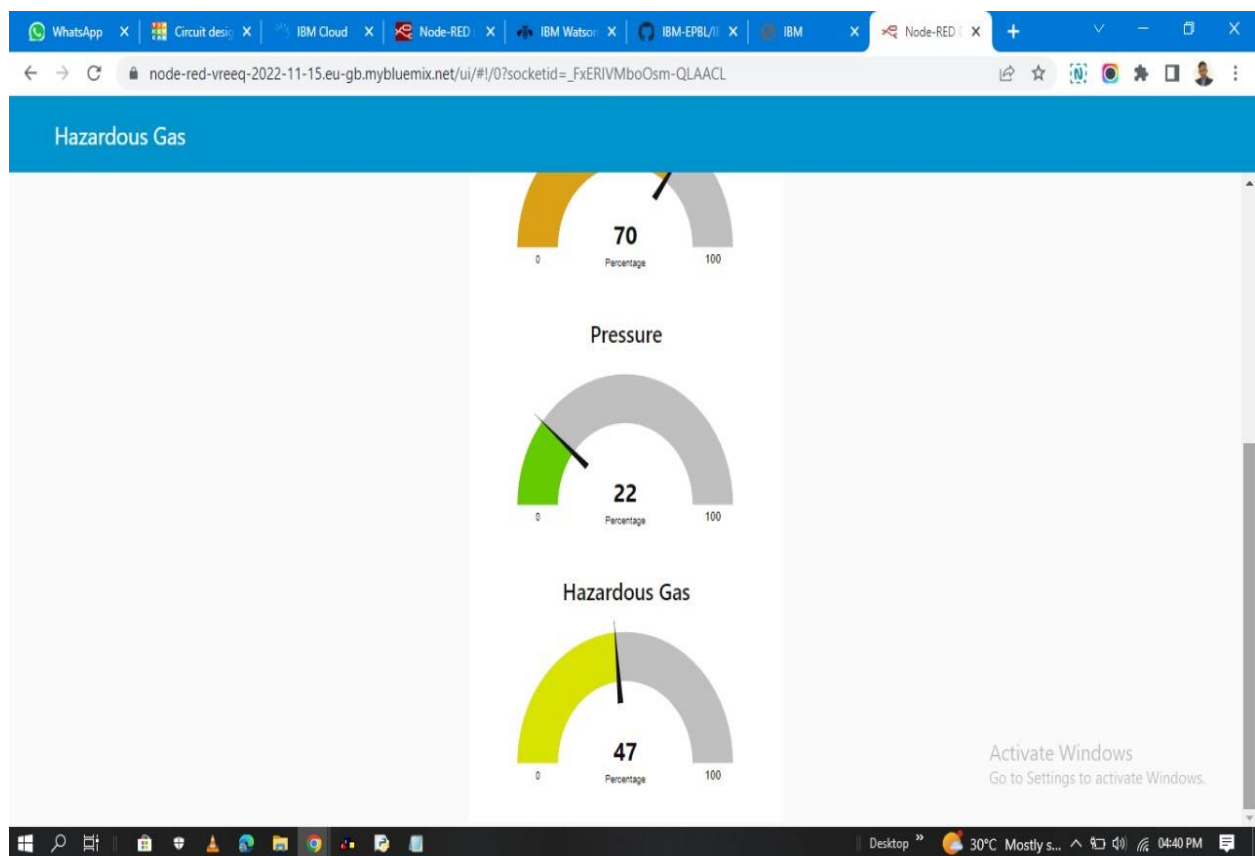 WhatsApp
Circuit desig
IBM Cloud
Node-RED :
IBM Watson
IBM-EPBL/II
IBM
Node-RED
node-red-vreeq-2022-11-15.eu-gb.mybluemix.net/ui/#!/0?socketid=_FxERlVMboOsm-QLAACL
Hazardous Gas
70
0 Percentage 100
Pressure
22
0 Percentage 100
Hazardous Gas
47
0 Percentage 100
Activate Windows
Go to Settings to activate Windows.
Desktop » 30°C Mostly s... 04:40 PM